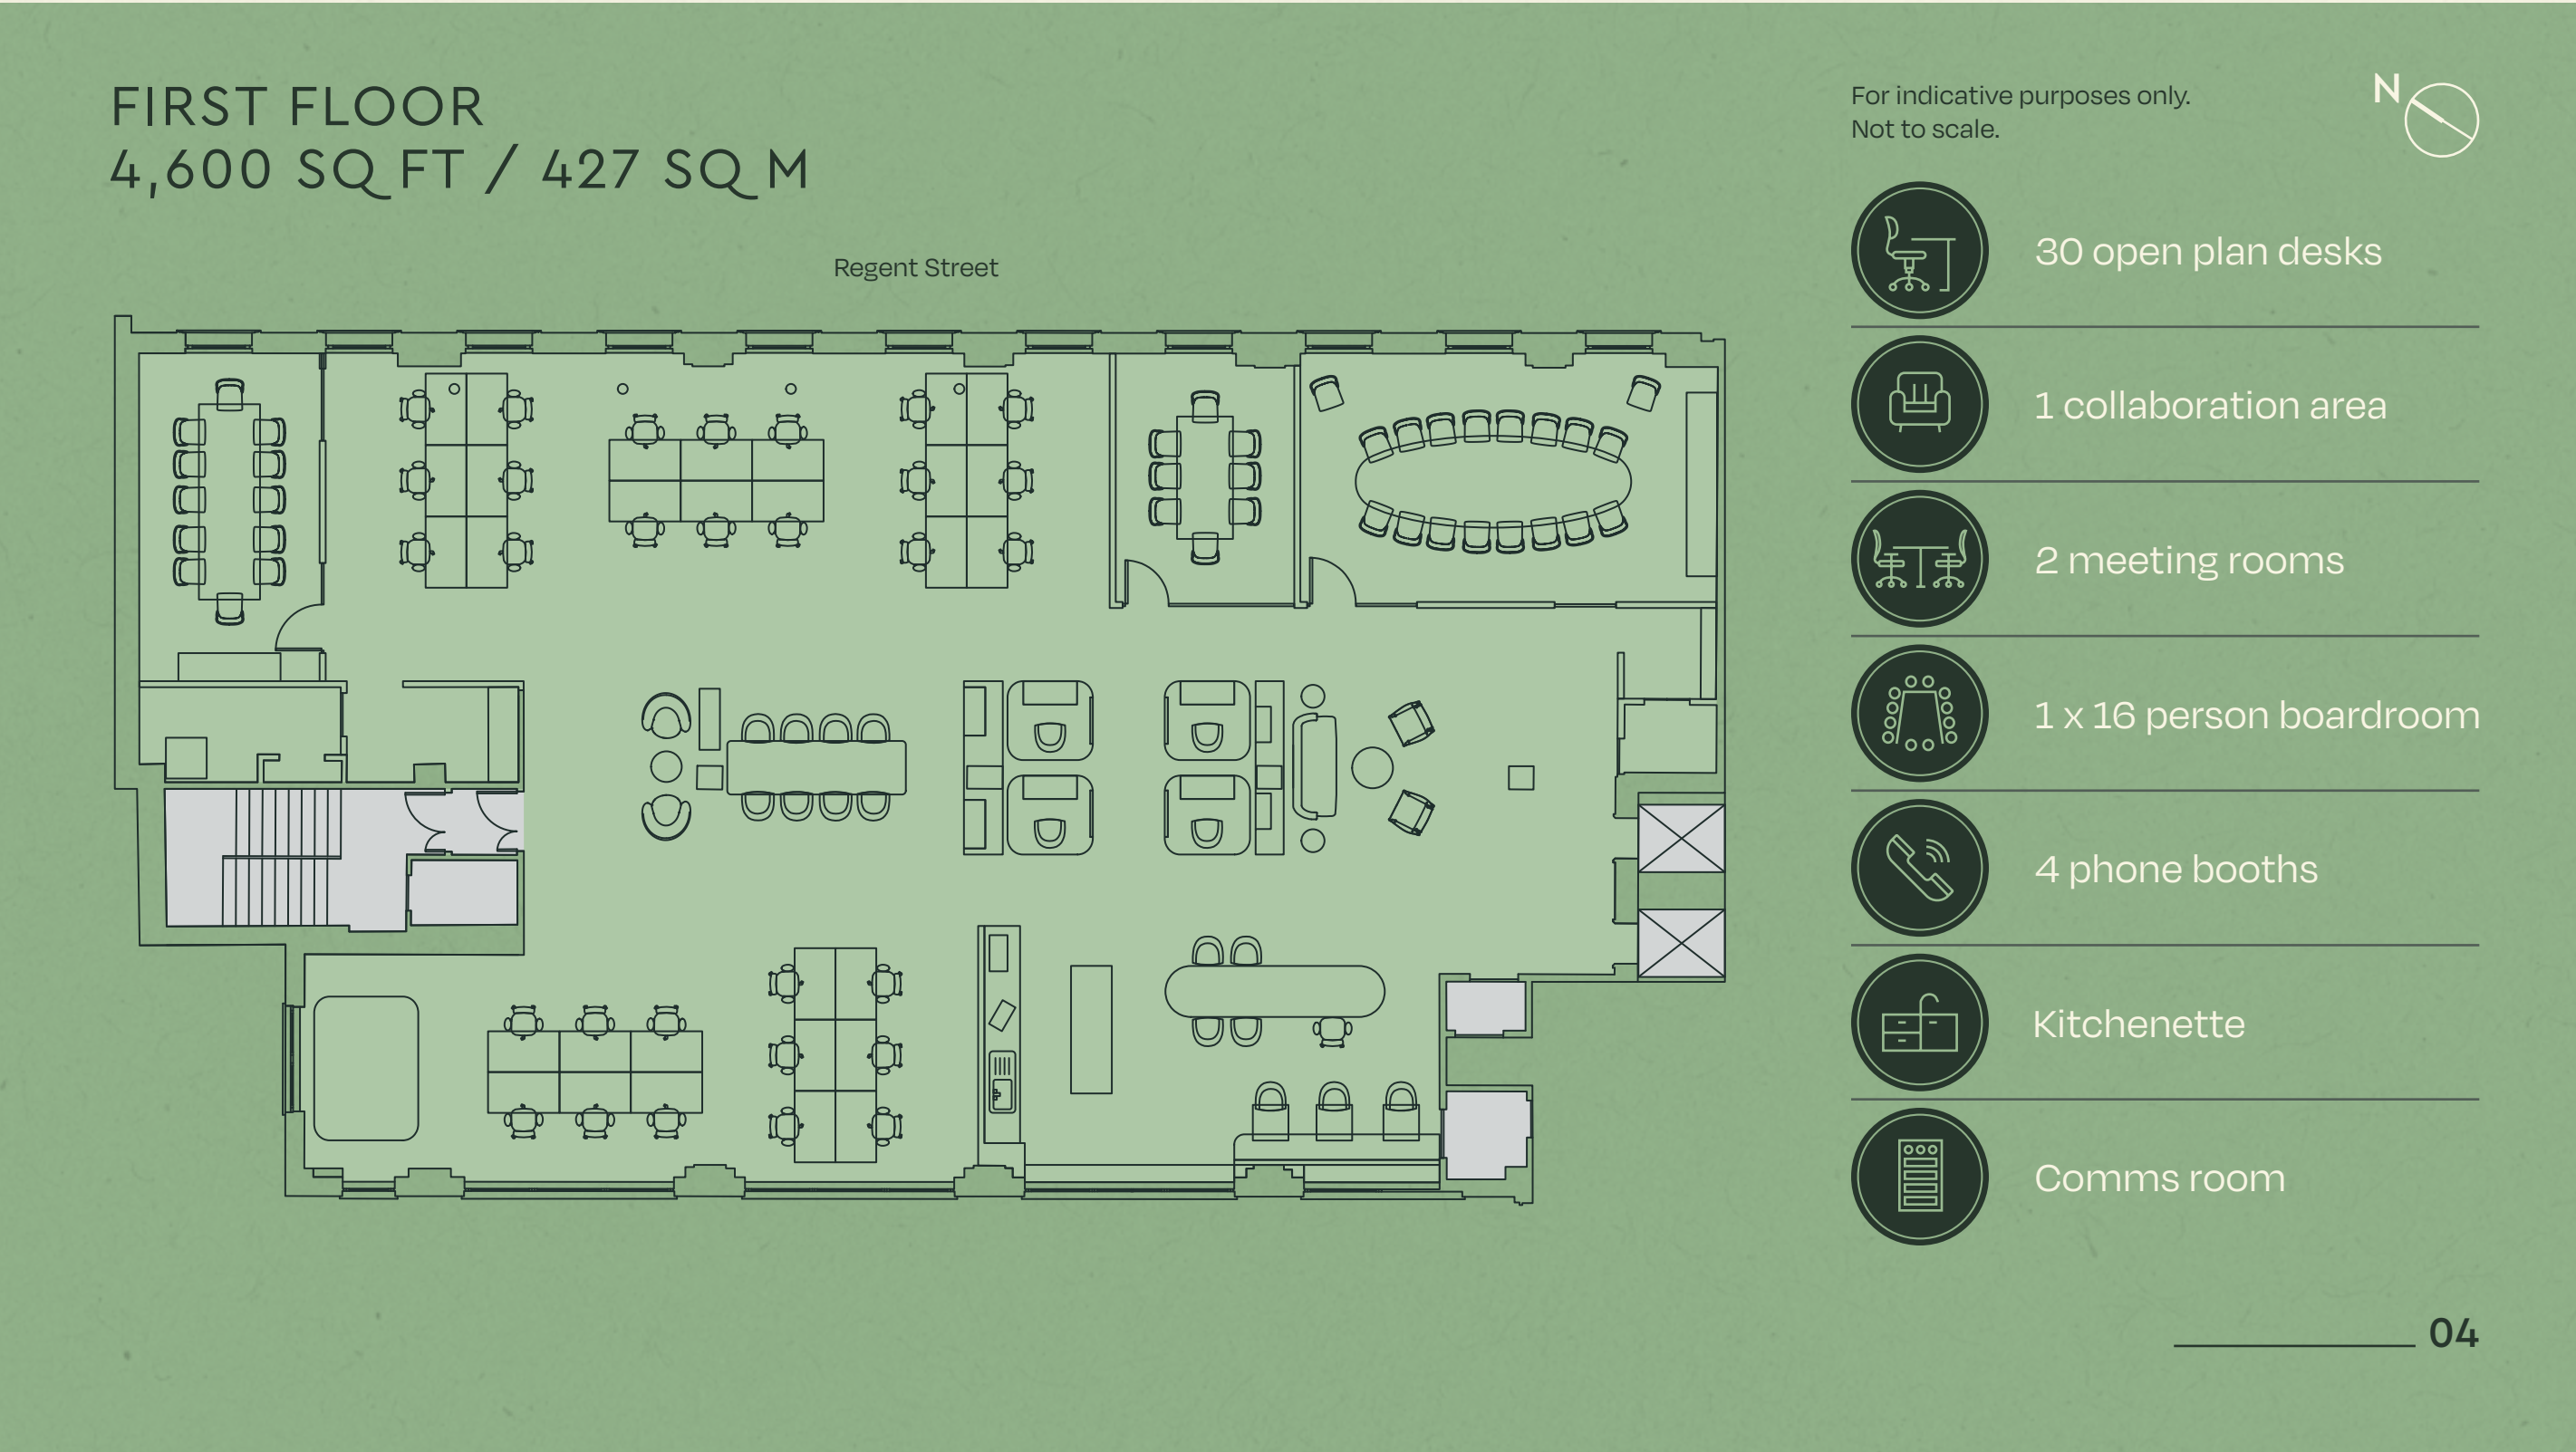 FIRST FLOOR
4,600 SQ FT / 427 SQ M
For indicative purposes only.
Not to scale.
N
Regent Street
30 open plan desks
1 collaboration area
2 meeting rooms
1 x 16 person boardroom
4 phone booths
Kitchenette
Comms room
04